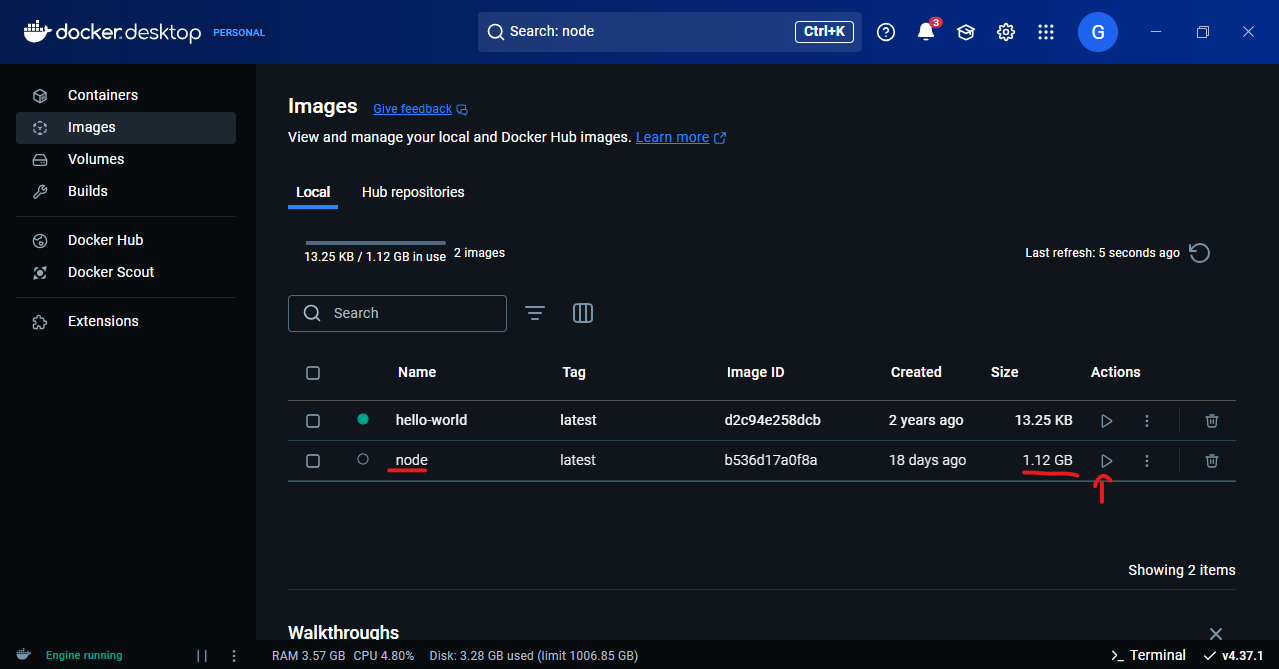 docker.desktop PERSONAL Search: node Ctrl+K 3 G
Containers
Images
Volumes
Builds
Docker Hub
Docker Scout
Extensions
Images Give feedback
View and manage your local and Docker Hub images. Learn more
Local Hub repositories
13.25 KB / 1.12 GB in use 2 images Last refresh: 5 seconds ago
Search
Name Tag Image ID Created Size Actions
hello-world latest d2c94e258dcb 2 years ago 13.25 KB
node latest b536d17a0f8a 18 days ago 1.12 GB
Showing 2 items
Walkthroughs
Engine running RAM 3.57 GB CPU 4.80% Disk: 3.28 GB used (limit 1006.85 GB) >_ Terminal v4.37.1